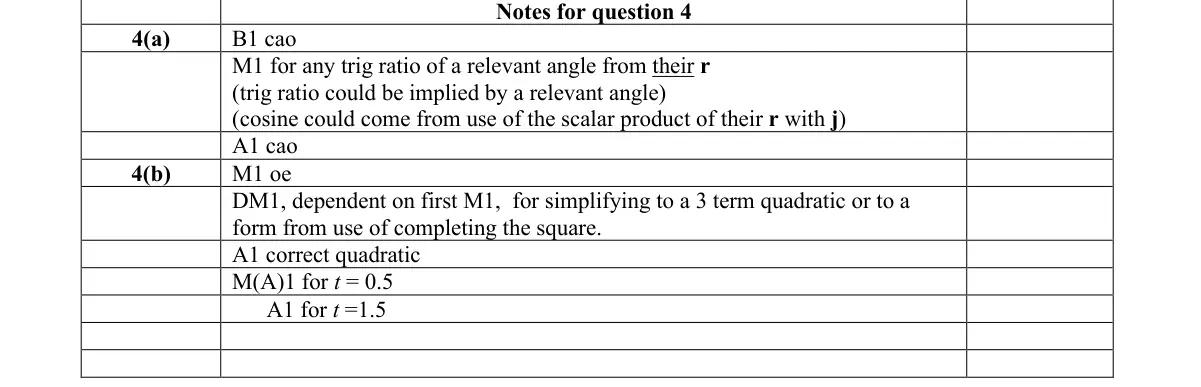 Notes for question 4
4(a) B1 cao
M1 for any trig ratio of a relevant angle from their r
(trig ratio could be implied by a relevant angle)
(cosine could come from use of the scalar product of their r with j)
A1 cao
4(b) M1 oe
DM1, dependent on first M1, for simplifying to a 3 term quadratic or to a
form from use of completing the square.
A1 correct quadratic
M(A)1 for t = 0.5
A1 for t =1.5